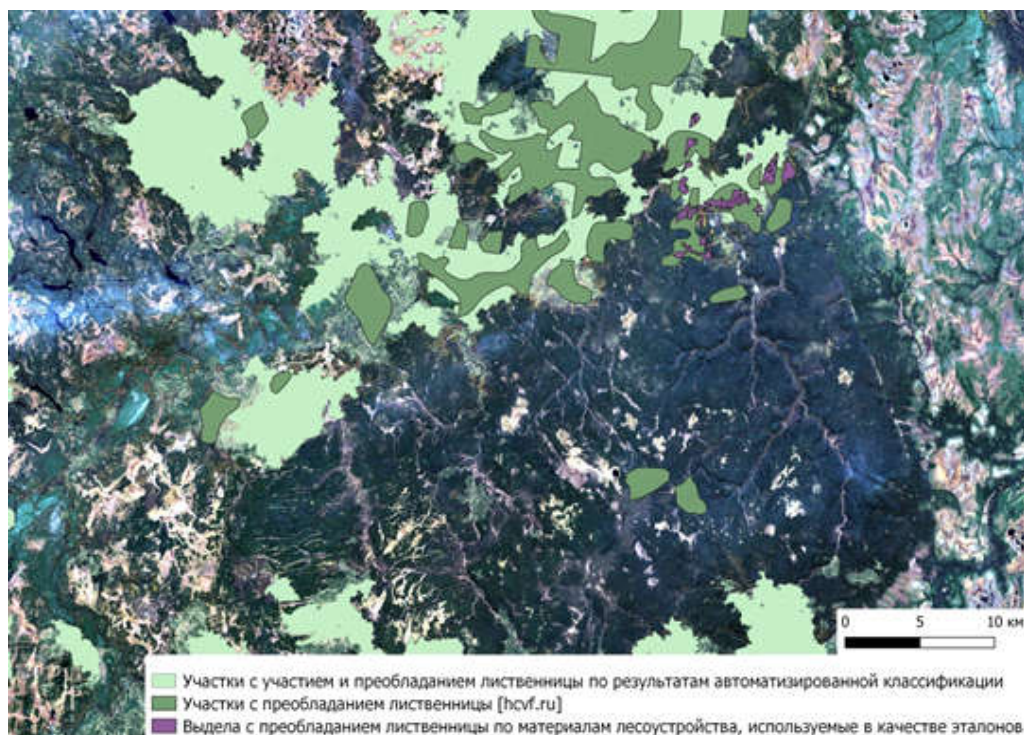 0 5 10 км
Участки с участием и преобладанием лиственницы по результатам автоматизированной классификации
Участки с преобладанием лиственницы [hcvf.ru]
Выдела с преобладанием лиственницы по материалам лесоустройства, используемые в качестве эталонов